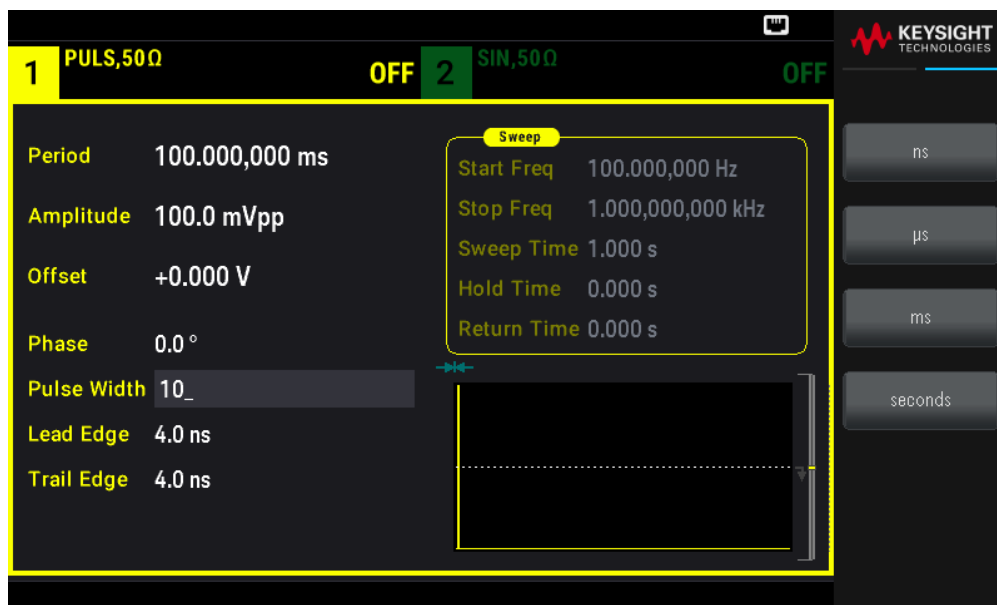 KEYSIGHT
TECHNOLOGIES
1 PULS,50Ω OFF 2 SIN,50Ω OFF
Period 100.000,000 ms
Amplitude 100.0 mVpp
Offset +0.000 V
Phase 0.0 °
Pulse Width 10_
Lead Edge 4.0 ns
Trail Edge 4.0 ns
Sweep
Start Freq 100.000,000 Hz
Stop Freq 1.000,000,000 kHz
Sweep Time 1.000 s
Hold Time 0.000 s
Return Time 0.000 s
ns
µs
ms
seconds